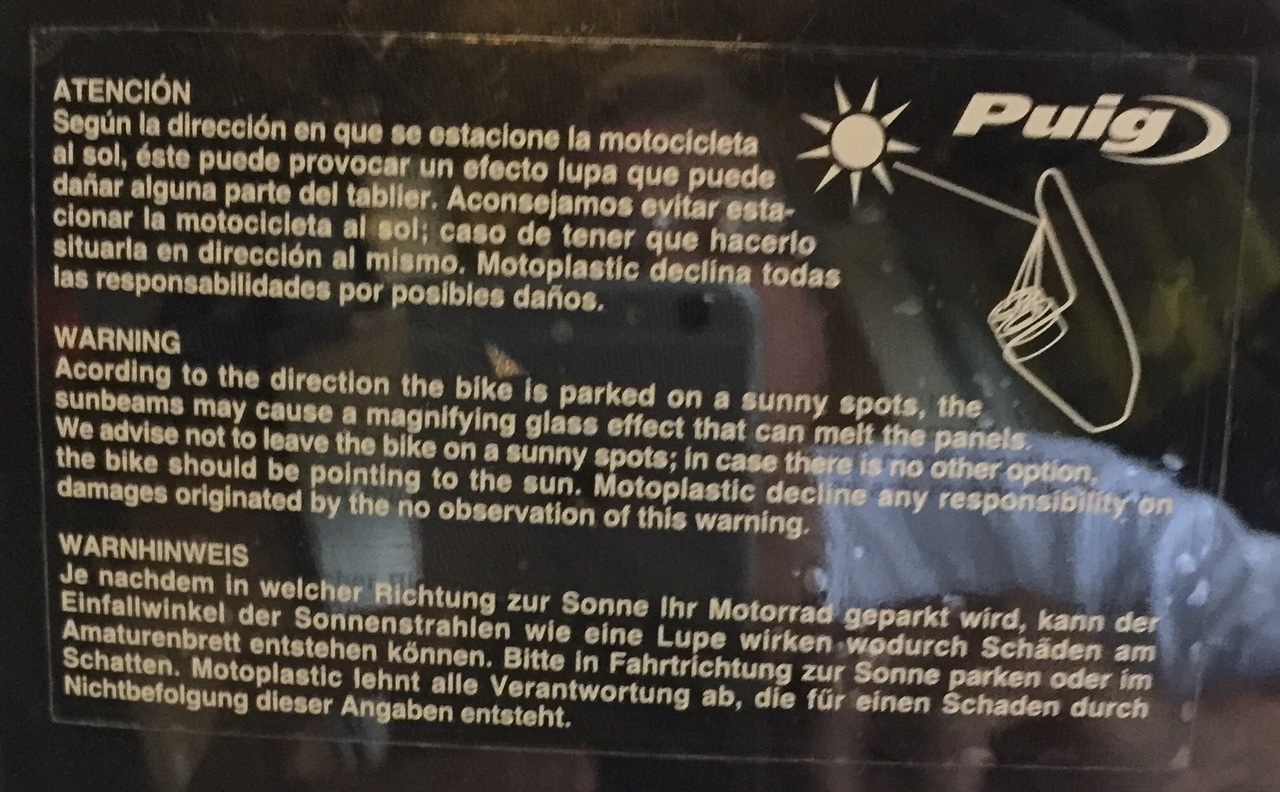 Puig
ATENCIÓN
Según la dirección en que se estacione la motocicleta
al sol, éste puede provocar un efecto lupa que puede
dañar alguna parte del tablier. Aconsejamos evitar esta-
cionar la motocicleta al sol; caso de tener que hacerlo
situarla en dirección al mismo. Motoplastic declina todas
las responsabilidades por posibles daños.
WARNING
Acording to the direction the bike is parked on a sunny spots, the
sunbeams may cause a magnifying glass effect that can melt the panels.
We advise not to leave the bike on a sunny spots; in case there is no other option,
the bike should be pointing to the sun. Motoplastic decline any responsibility on
damages originated by the no observation of this warning.
WARNHINWEIS
Je nachdem in welcher Richtung zur Sonne Ihr Motorrad geparkt wird, kann der
Einfallwinkel der Sonnenstrahlen wie eine Lupe wirken wodurch Schäden am
Amaturenbrett entstehen können. Bitte in Fahrtrichtung zur Sonne parken oder im
Schatten. Motoplastic lehnt alle Verantwortung ab, die für einen Schaden durch
Nichtbefolgung dieser Angaben entsteht.